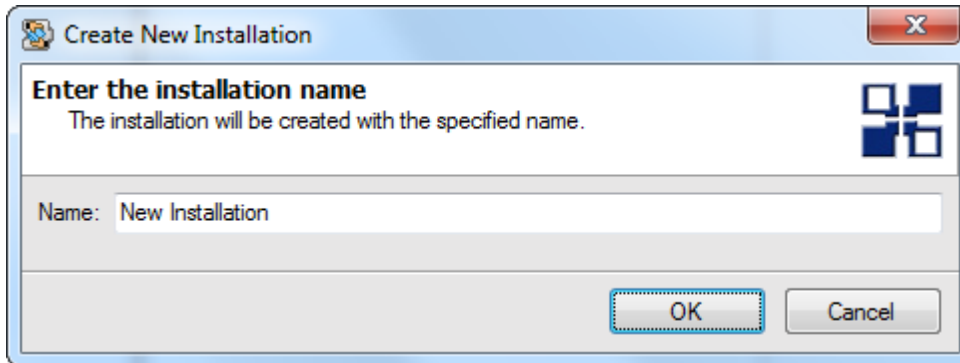 Create New Installation
Enter the installation name
The installation will be created with the specified name.
Name: New Installation
OK Cancel